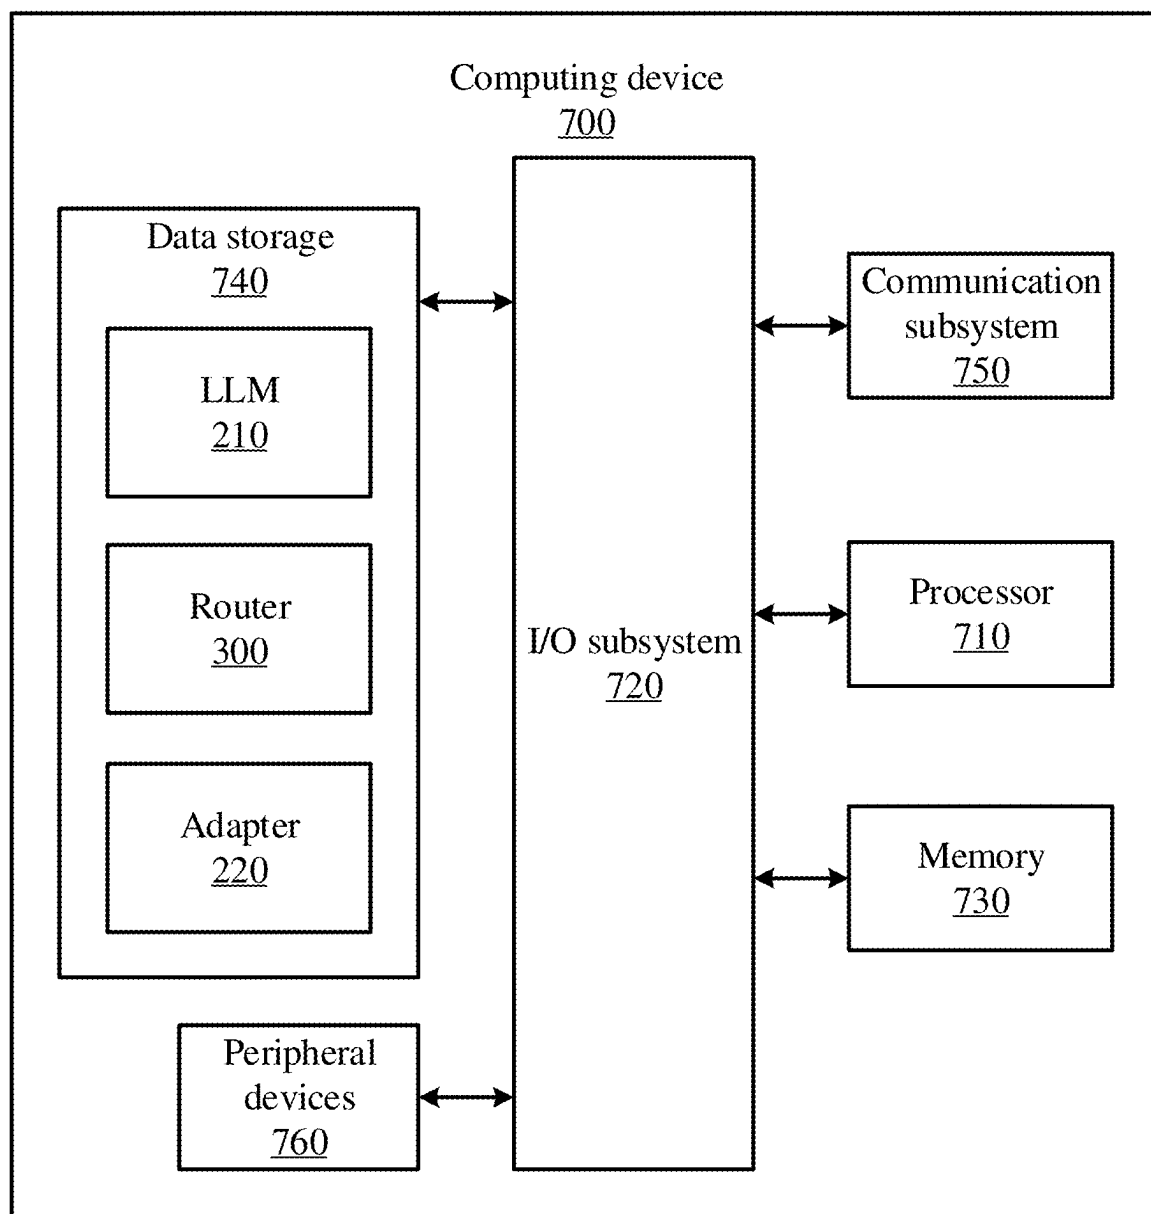 Computing device
700
Data storage
740
LLM
210
Router
300
Adapter
220
Peripheral
devices
760
I/O subsystem
720
Communication
subsystem
750
Processor
710
Memory
730